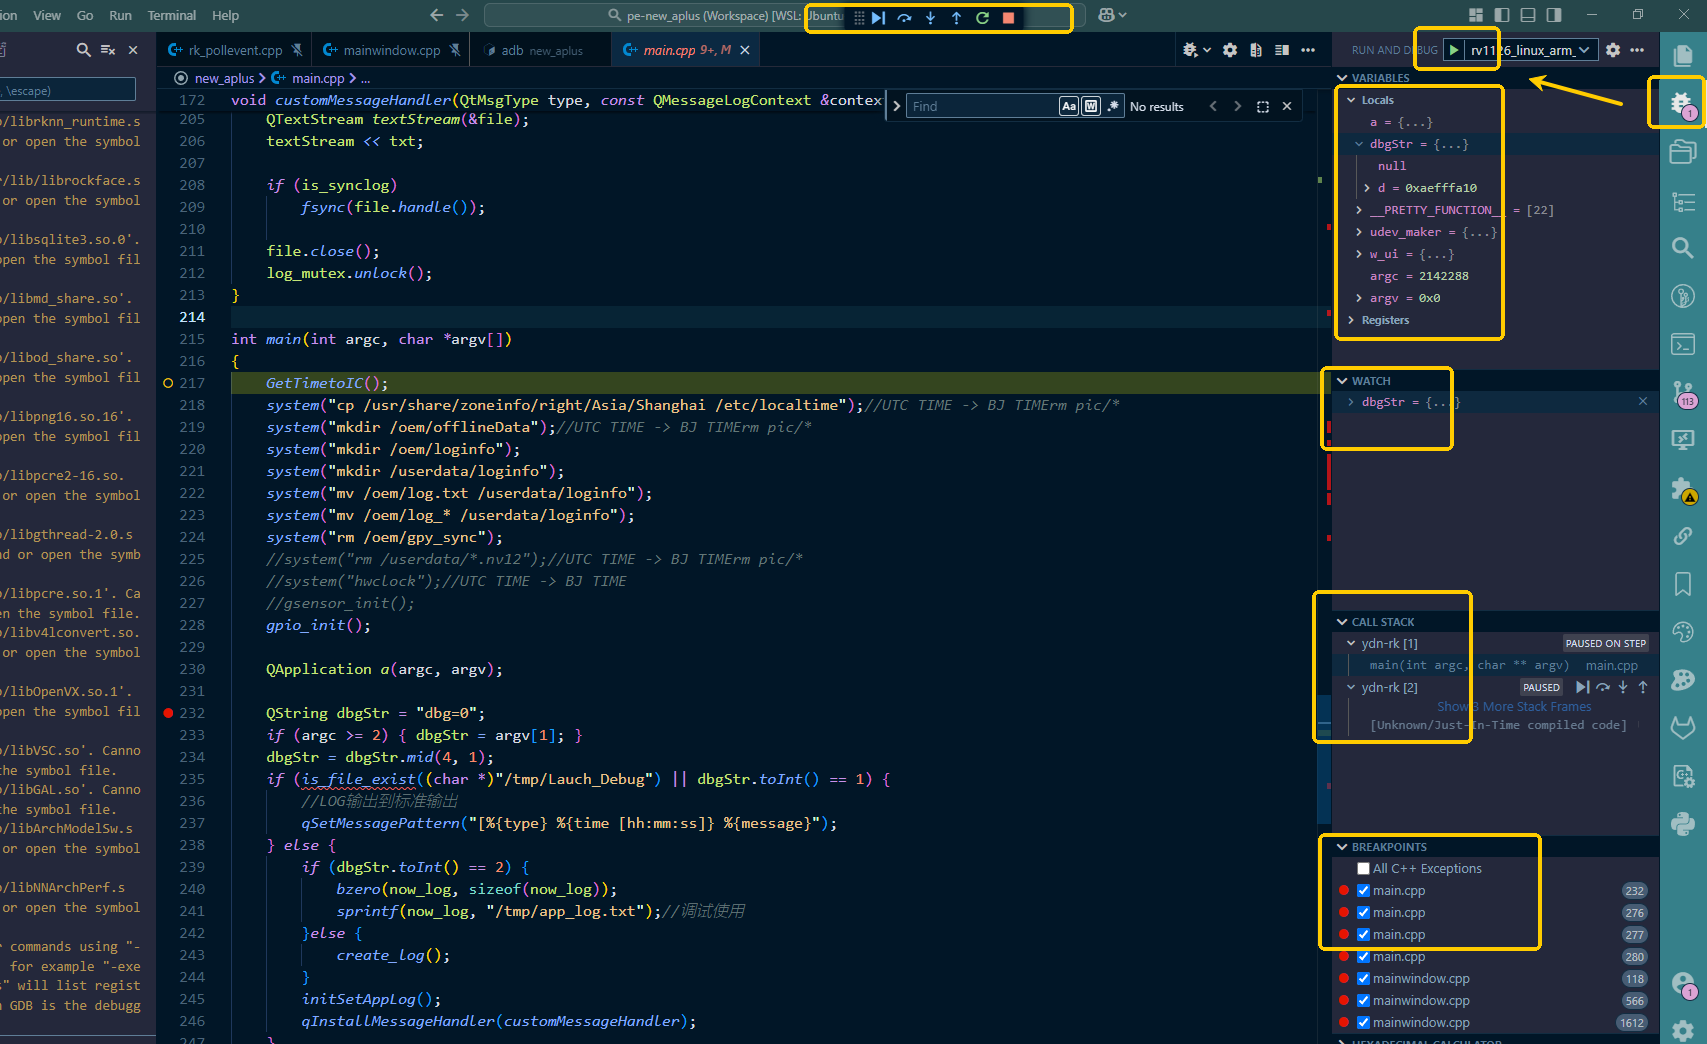 ion View Go Run Terminal Help
pe-new_aplus (Workspace) [WSL: Ubuntu
rk_pollevent.cpp
mainwindow.cpp
adb new_aplus
main.cpp 9+, M
RUN AND DEBUG
rv1126_linux_arm_
new_aplus > main.cpp > ...
, \escape)
Find
Aa
No results
172 void customMessageHandler(QtMsgType type, const QMessageLogContext &context
205 QTextStream textStream(&file);
206 textStream << txt;
207
208 if (is_synclog)
209 fsync(file.handle());
210
211 file.close();
212 log_mutex.unlock();
213 }
214
215 int main(int argc, char *argv[])
216 {
217 GetTimetoIC();
218 system("cp /usr/share/zoneinfo/right/Asia/Shanghai /etc/localtime");//UTC TIME -> BJ TIMErm pic/*
219 system("mkdir /oem/offlineData");//UTC TIME -> BJ TIMErm pic/*
220 system("mkdir /oem/loginfo");
221 system("mkdir /userdata/loginfo");
222 system("mv /oem/log.txt /userdata/loginfo");
223 system("mv /oem/log_* /userdata/loginfo");
224 system("rm /oem/gpy_sync");
225 //system("rm /userdata/*.nv12");//UTC TIME -> BJ TIMErm pic/*
226 //system("hwclock");//UTC TIME -> BJ TIME
227 //gsensor_init();
228 gpio_init();
229
230 QApplication a(argc, argv);
231
232 QString dbgStr = "dbg=0";
233 if (argc >= 2) { dbgStr = argv[1]; }
234 dbgStr = dbgStr.mid(4, 1);
235 if (is_file_exist((char *)"/tmp/Lauch_Debug") || dbgStr.toInt() == 1) {
236 //LOG输出到标准输出
237 qSetMessagePattern("[%{type} %{time [hh:mm:ss]} %{message}");
238 } else {
239 if (dbgStr.toInt() == 2) {
240 bzero(now_log, sizeof(now_log));
241 sprintf(now_log, "/tmp/app_log.txt");//调试使用
242 }else {
243 create_log();
244 }
245 initSetAppLog();
246 qInstallMessageHandler(customMessageHandler);
247 }
o/librknn_runtime.s
or open the symbol
r/lib/librockface.s
or open the symbol
o/libsqlite3.so.0'.
open the symbol fil
o/libmd_share.so'.
open the symbol fil
o/libod_share.so'.
open the symbol fil
o/libpng16.so.16'.
open the symbol fil
o/libpcre2-16.so.
or open the symbol
o/libgthread-2.0.s
nd or open the symb
o/libpcre.so.1'. Ca
en the symbol file.
o/libv4lconvert.so.
or open the symbol
o/libOpenVX.so.1'.
open the symbol fil
o/libVSC.so'. Canno
the symbol file.
o/libGAL.so'. Canno
the symbol file.
o/libArchModelSw.s
or open the symbol
o/libNNArchPerf.s
or open the symbol
r commands using "-
for example "-exe
s" will list regist
n GDB is the debugg
VARIABLES
Locals
a = {...}
dbgStr = {...}
null
d = 0xaefffa10
__PRETTY_FUNCTION__ = [22]
udev_maker = {...}
w_ui = {...}
argc = 2142288
argv = 0x0
Registers
WATCH
dbgStr = {...}
CALL STACK
ydn-rk [1] PAUSED ON STEP
main(int argc, char ** argv) main.cpp
ydn-rk [2] PAUSED
Show 3 More Stack Frames
[Unknown/Just-In-Time compiled code]
BREAKPOINTS
All C++ Exceptions
main.cpp 232
main.cpp 276
main.cpp 277
main.cpp 280
mainwindow.cpp 118
mainwindow.cpp 566
mainwindow.cpp 1612
HEXADECIMAL CALCULATOR
1
113
1